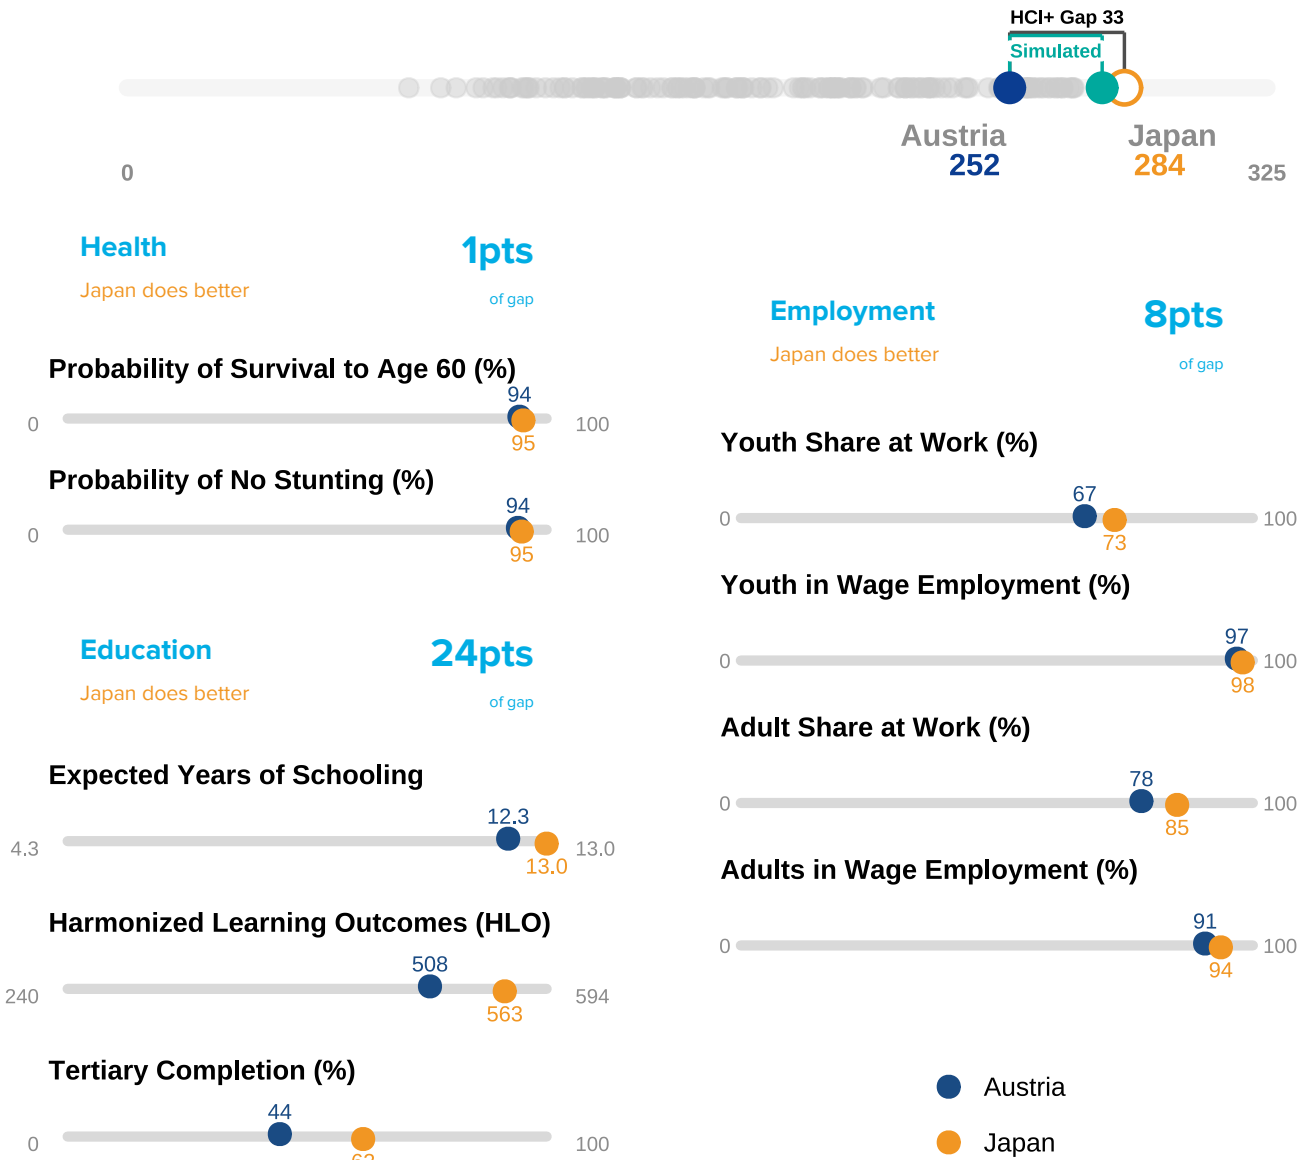 HCI+ Gap 33
Simulated
Austria
252
Japan
284
0
325
Health
1pts
Japan does better
of gap
Probability of Survival to Age 60 (%)
94
0
100
95
Probability of No Stunting (%)
94
0
100
95
Education
24pts
Japan does better
of gap
Expected Years of Schooling
12.3
4.3
13.0
13.0
Harmonized Learning Outcomes (HLO)
508
240
594
563
Tertiary Completion (%)
44
0
100
Employment
8pts
Japan does better
of gap
Youth Share at Work (%)
67
0
100
73
Youth in Wage Employment (%)
97
0
100
98
Adult Share at Work (%)
78
0
100
85
Adults in Wage Employment (%)
91
0
100
94
Austria
Japan